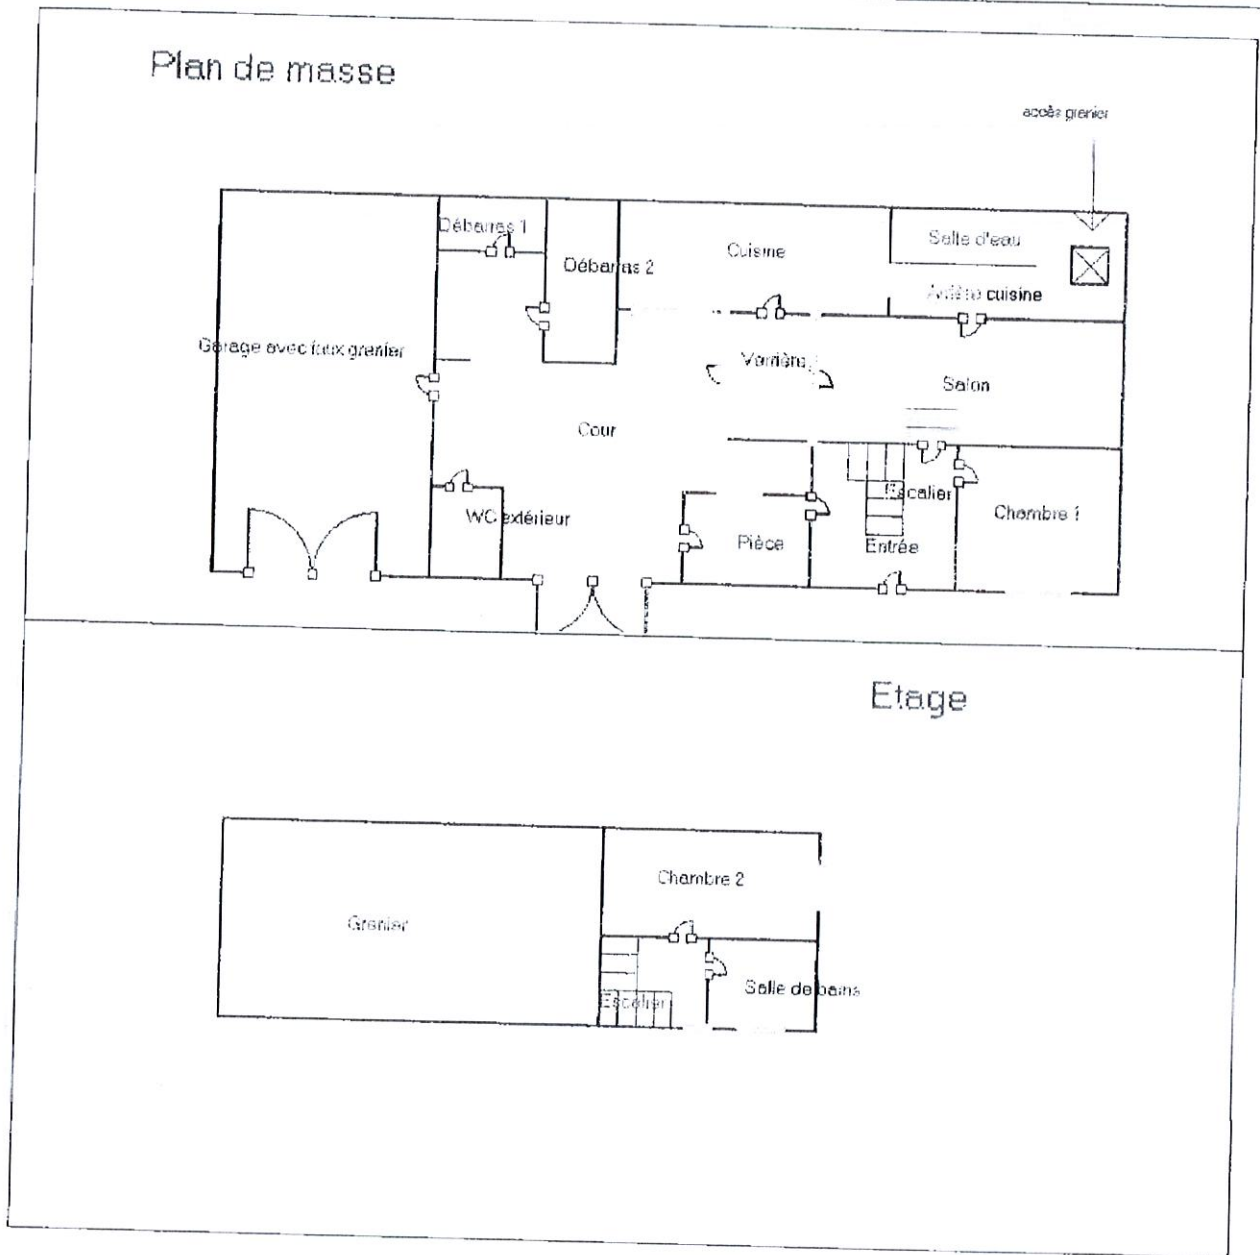 Plan de masse
accès grenier
Débarras 1
Salle d'eau
Cuisine
Débarras 2
Arrière cuisine
Garage avec faux grenier
Verrière
Salon
Cour
Escalier
WC extérieur
Chambre 1
Pièce
Entrée
Etage
Chambre 2
Grenier
Salle de bains
Escalier